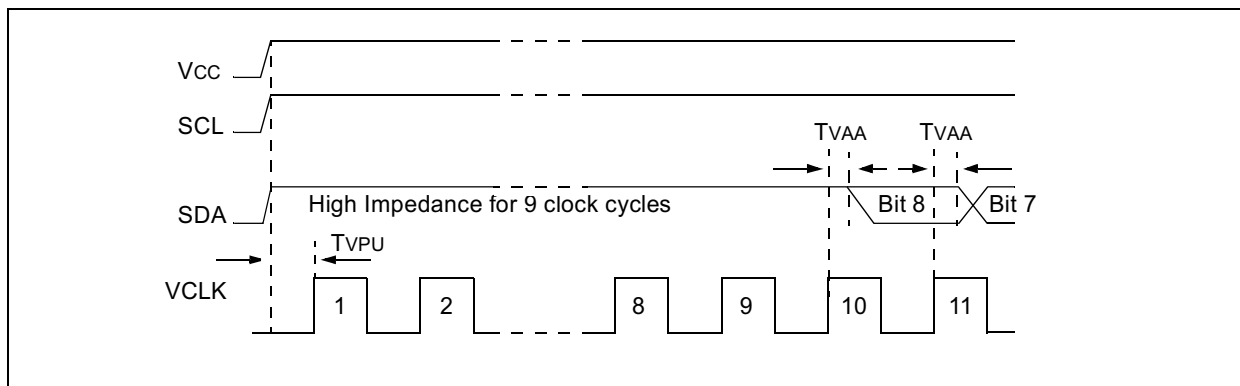 VCC
SCL
TVAA TVAA
SDA High Impedance for 9 clock cycles Bit 8 Bit 7
TVPU
VCLK
1 2 8 9 10 11